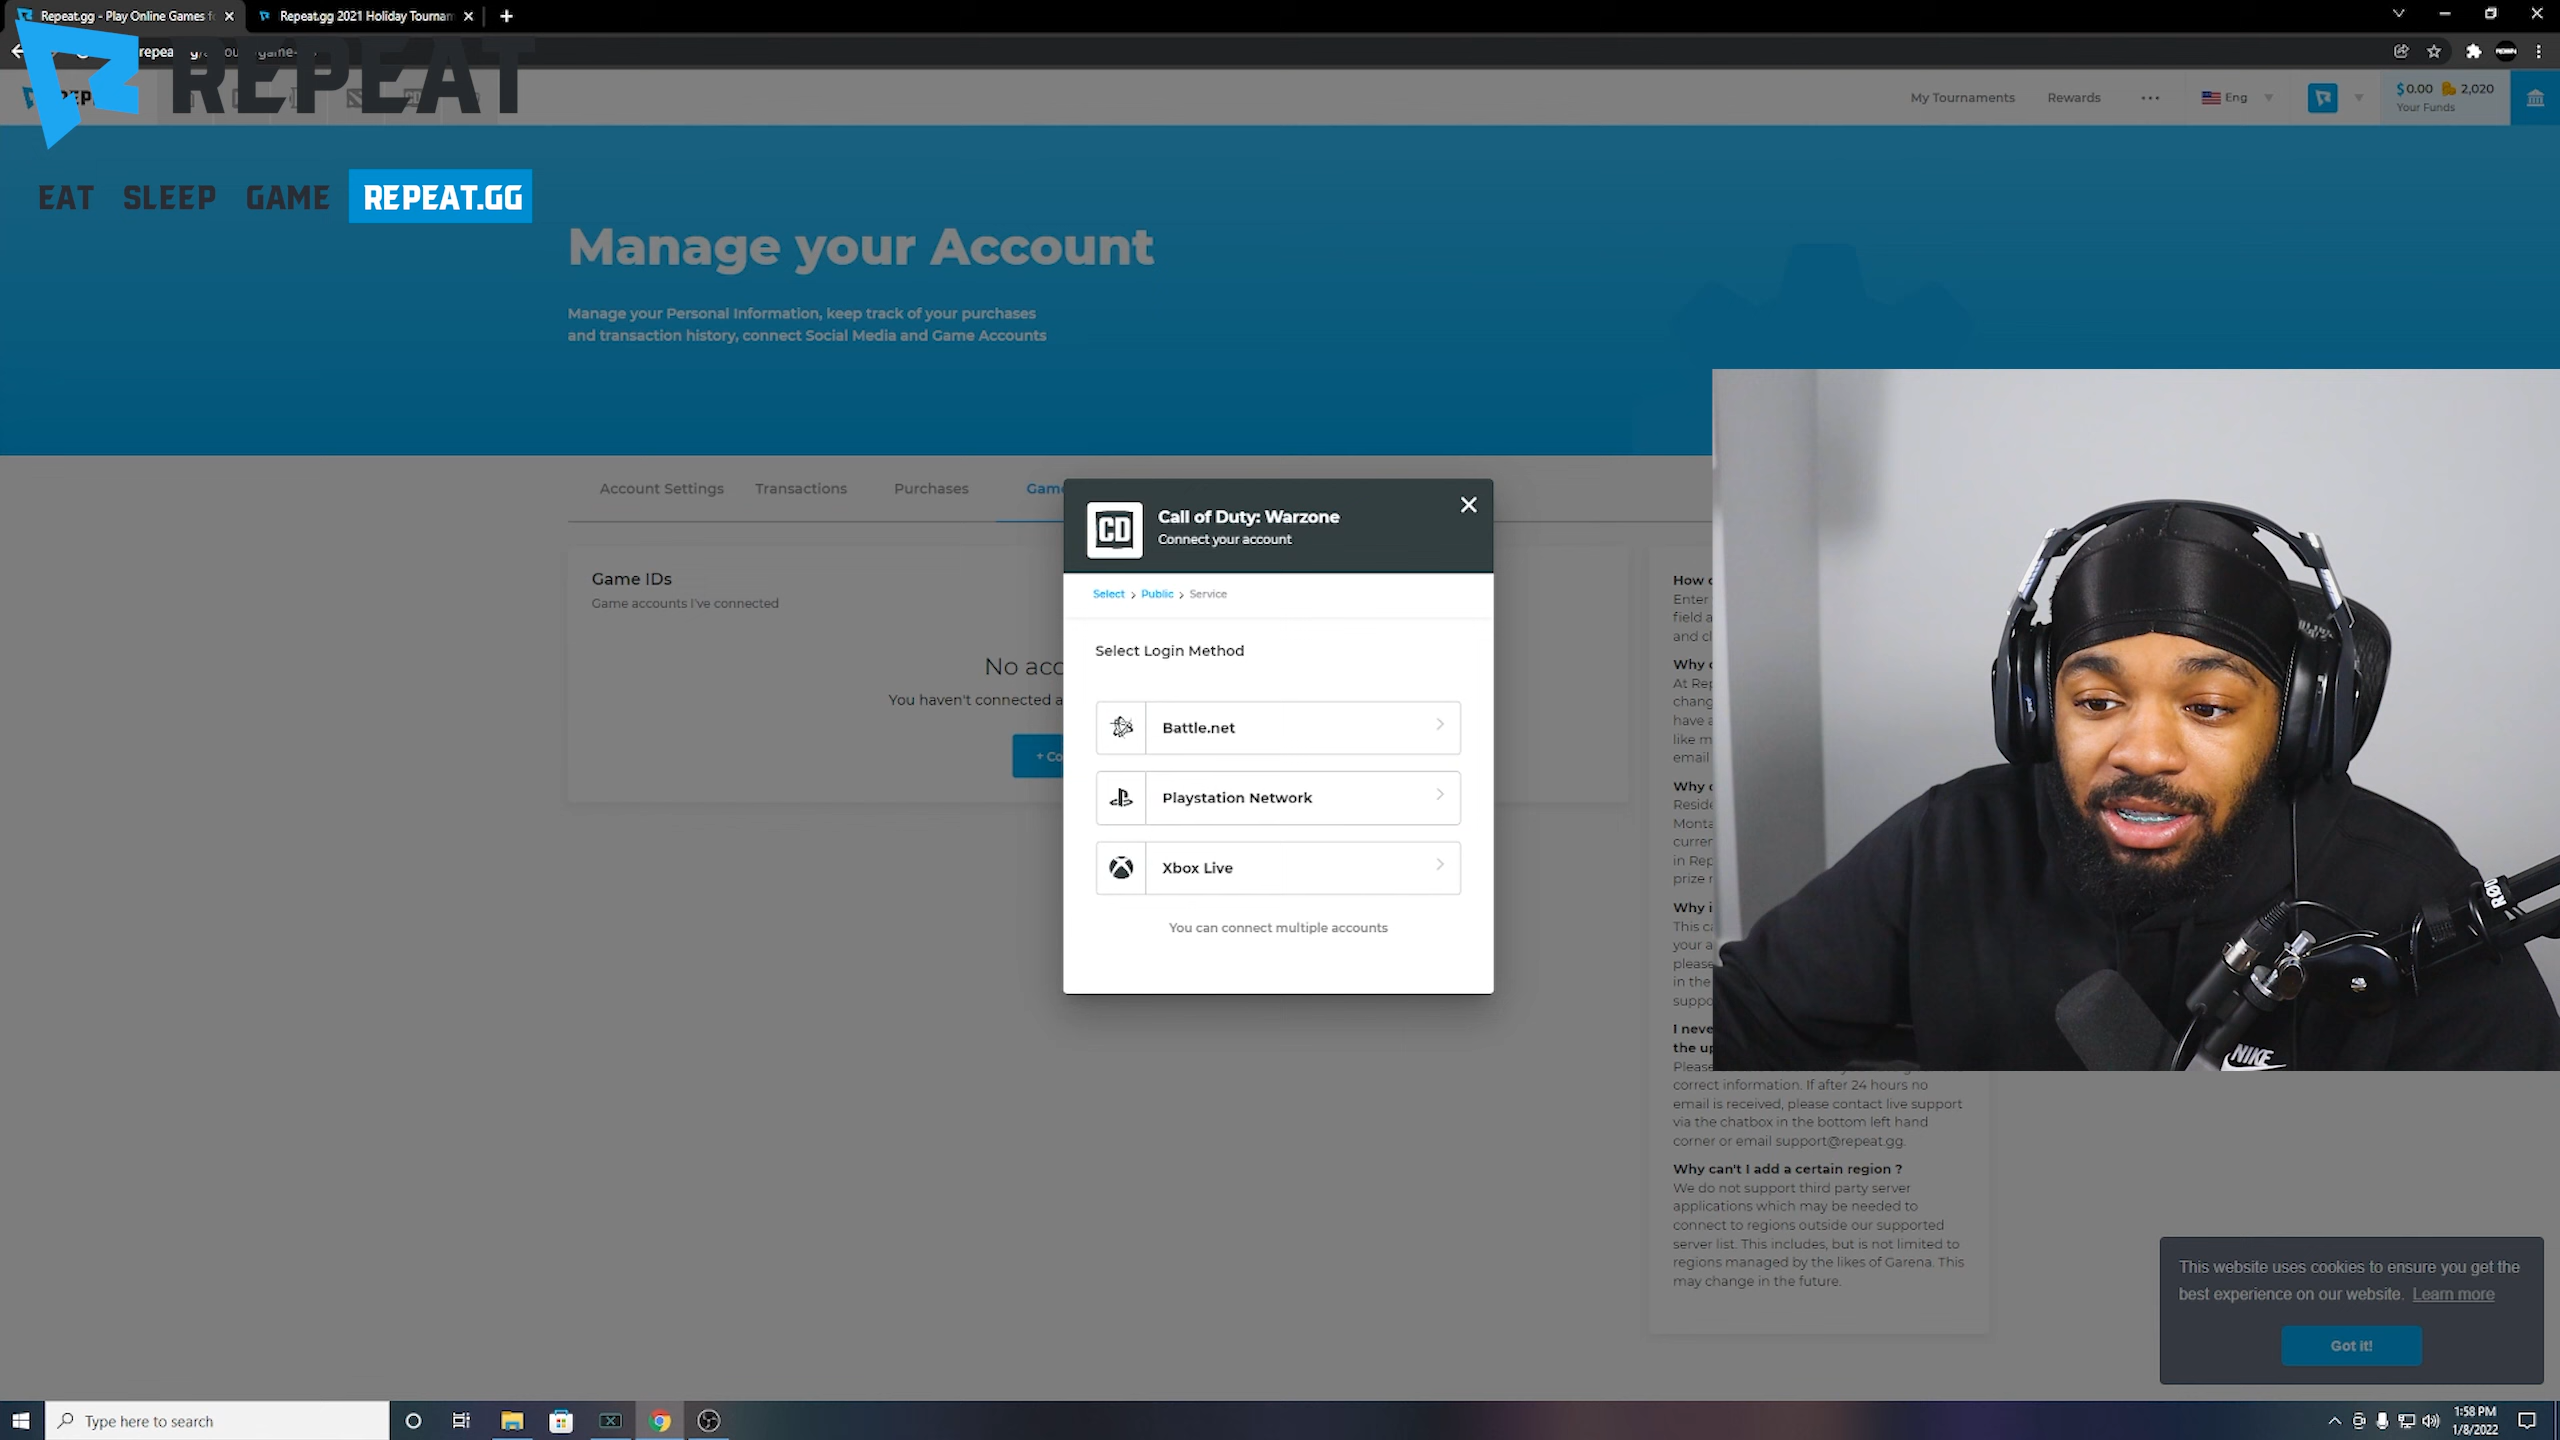 Repeat.gg - Play Online Games f
Repeat.gg 2021 Holiday Tournam
REPEAT
EAT SLEEP GAME REPEAT.GG
My Tournaments Rewards Eng $0.00 2,020
Your Funds
Manage your Account
Manage your Personal Information, keep track of your purchases
and transaction history, connect Social Media and Game Accounts
Account Settings Transactions Purchases Game
Game IDs
Game accounts I've connected
No acc
You haven't connected a
+ Co
CD
Call of Duty: Warzone
Connect your account
Select > Public > Service
Select Login Method
Battle.net
Playstation Network
Xbox Live
You can connect multiple accounts
How
Enter
field a
and cl
Why
At Rep
chang
have a
like m
email
Why
Reside
Monta
curren
in Rep
prize
Why i
This ca
your a
please
in the
suppo
I neve
the up
Please
correct information. If after 24 hours no
email is received, please contact live support
via the chatbox in the bottom left hand
corner or email support@repeat.gg.
Why can't I add a certain region ?
We do not support third party server
applications which may be needed to
connect to regions outside our supported
server list. This includes, but is not limited to
regions managed by the likes of Garena. This
may change in the future.
NIKE
This website uses cookies to ensure you get the
best experience on our website. Learn more
Got it!
Type here to search
1:58 PM
1/8/2022